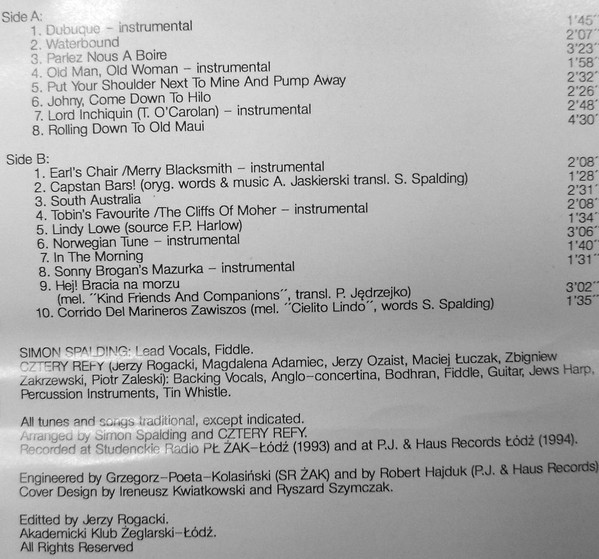 Side A:
1. Dubuque – instrumental 1'45''
2. Waterbound 2'07''
3. Parlez Nous A Boire 3'23''
4. Old Man, Old Woman – instrumental 1'58''
5. Put Your Shoulder Next To Mine And Pump Away 2'32''
6. Johny, Come Down To Hilo 2'26''
7. Lord Inchiquin (T. O'Carolan) – instrumental 2'48''
8. Rolling Down To Old Maui 4'30''
Side B:
1. Earl's Chair /Merry Blacksmith – instrumental 2'08''
2. Capstan Bars! (oryg. words & music A. Jaskierski transl. S. Spalding) 1'28''
3. South Australia 2'31''
4. Tobin's Favourite /The Cliffs Of Moher – instrumental 2'08''
5. Lindy Lowe (source F.P. Harlow) 1'34''
6. Norwegian Tune – instrumental 3'06''
7. In The Morning 1'40''
8. Sonny Brogan's Mazurka – instrumental 1'31''
9. Hej! Bracia na morzu
(mel. ''Kind Friends And Companions'', transl. P. Jędrzejko) 3'02''
10. Corrido Del Marineros Zawiszos (mel. ''Cielito Lindo'', words S. Spalding) 1'35''
SIMON SPALDING: Lead Vocals, Fiddle.
CZTERY REFY (Jerzy Rogacki, Magdalena Adamiec, Jerzy Ozaist, Maciej Łuczak, Zbigniew
Zakrzewski, Piotr Zaleski): Backing Vocals, Anglo-concertina, Bodhran, Fiddle, Guitar, Jews Harp,
Percussion Instruments, Tin Whistle.
All tunes and songs traditional, except indicated.
Arranged by Simon Spalding and CZTERY REFY.
Recorded at Studenckie Radio PŁ ŻAK–Łódź (1993) and at P.J. & Haus Records Łódź (1994).
Engineered by Grzegorz–Poeta–Kolasiński (SR ŻAK) and by Robert Hajduk (P.J. & Haus Records)
Cover Design by Ireneusz Kwiatkowski and Ryszard Szymczak.
Editted by Jerzy Rogacki.
Akademicki Klub Żeglarski–Łódź.
All Rights Reserved